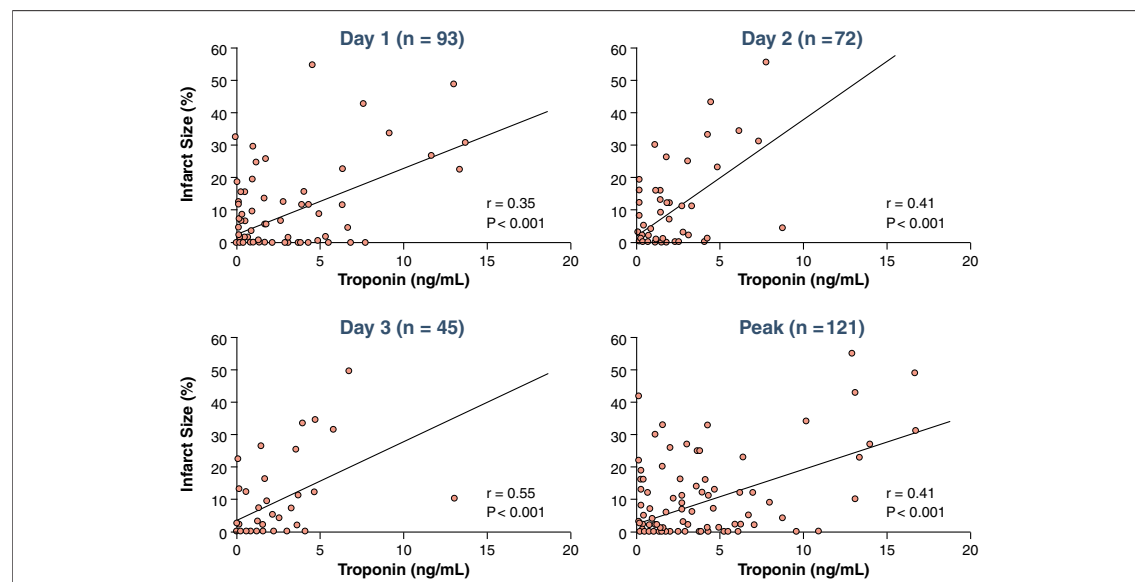 Day 1 (n = 93)
Infarct Size (%)
60
50
40
30
20
10
0
0 5 10 15 20
Troponin (ng/mL)
r = 0.35
P < 0.001
Day 2 (n = 72)
60
50
40
30
20
10
0
0 5 10 15 20
Troponin (ng/mL)
r = 0.41
P < 0.001
Day 3 (n = 45)
Infarct Size (%)
60
50
40
30
20
10
0
0 5 10 15 20
Troponin (ng/mL)
r = 0.55
P < 0.001
Peak (n = 121)
60
50
40
30
20
10
0
0 5 10 15 20
Troponin (ng/mL)
r = 0.41
P < 0.001